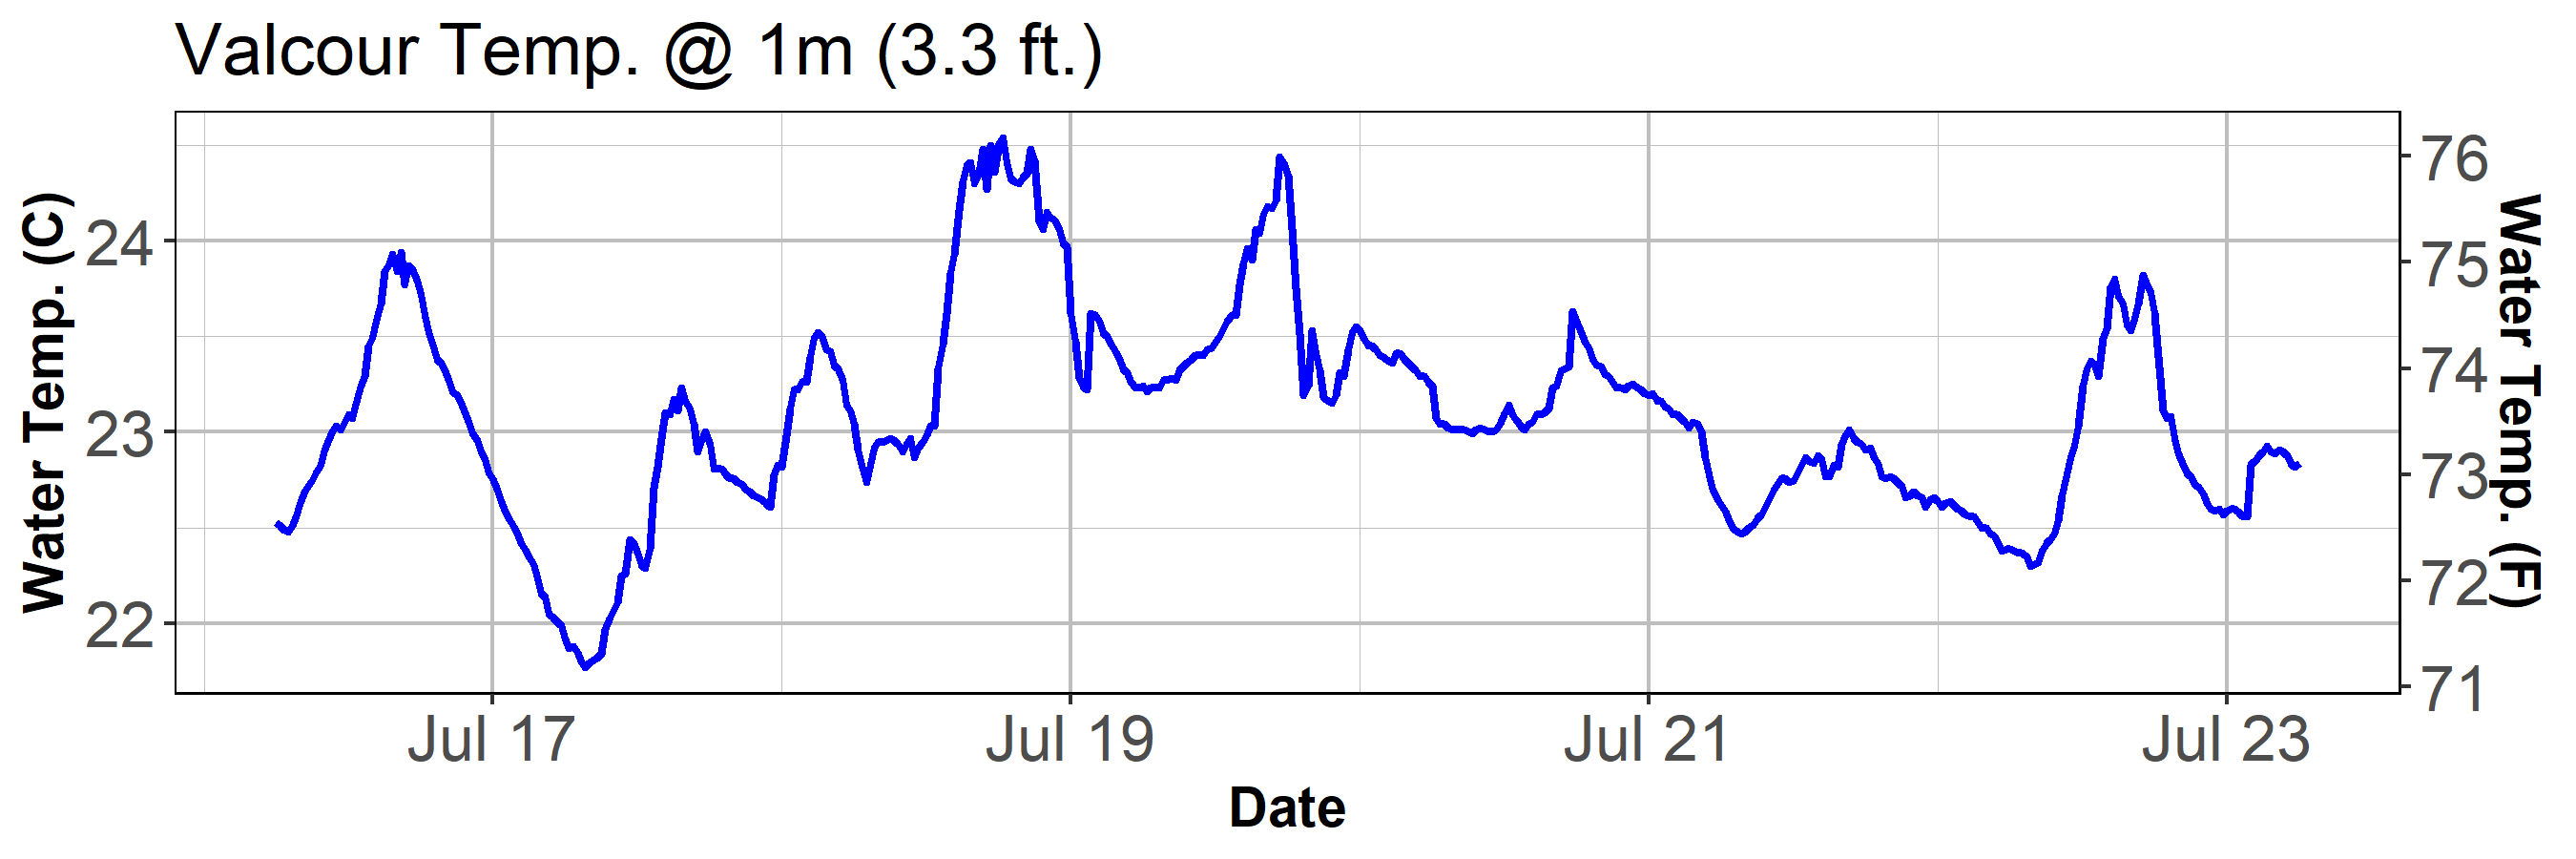 Valcour Temp. @ 1m (3.3 ft.)
Water Temp. (C)
24
23
22
76
75
74
73
72
71
Water Temp. (F)
Jul 17 Jul 19 Jul 21 Jul 23
Date